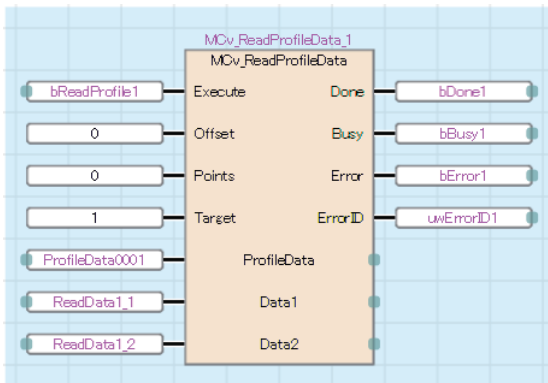 MCv_ReadProfileData_1
MCv_ReadProfileData
bReadProfile1 Execute Done bDone1
0 Offset Busy bBusy1
0 Points Error bError1
1 Target ErrorID uwErrorID1
ProfileData0001 ProfileData
ReadData1_1 Data1
ReadData1_2 Data2